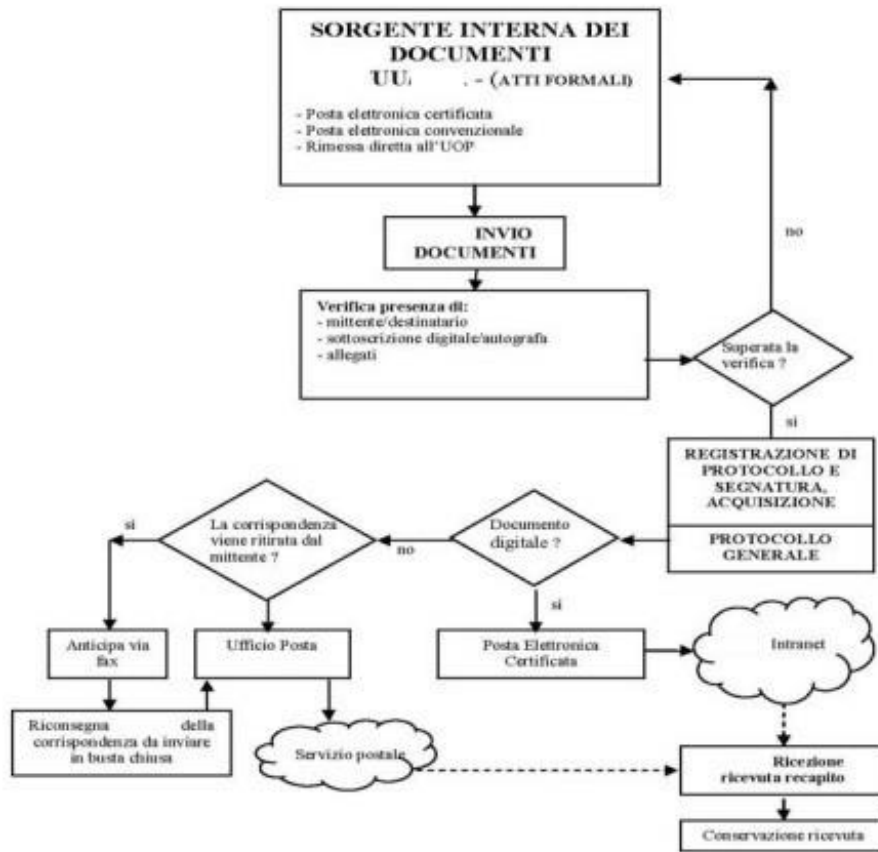 SORGENTE INTERNA DEI
DOCUMENTI
UU. . - (ATTI FORMALI)
- Posta elettronica certificata
- Posta elettronica convenzionale
- Rimessa diretta all'UOP
INVIO
DOCUMENTI
no
Verifica presenza di:
- mittente/destinatario
- sottoscrizione digitale/autografa
- allegati
Superata la
verifica ?
si
REGISTRAZIONE DI
PROTOCOLLO E
SEGNATURA,
ACQUISIZIONE
PROTOCOLLO
GENERALE
Documento
digitale ?
no
si
La corrispondenza
viene ritirata dal
mittente ?
si
Anticipa via
fax
Ufficio Posta
Posta Elettronica
Certificata
Intranet
Riconsegna della
corrispondenza da inviare
in busta chiusa
Servizio postale
Ricezione
ricevuta recapito
Conservazione ricevuta